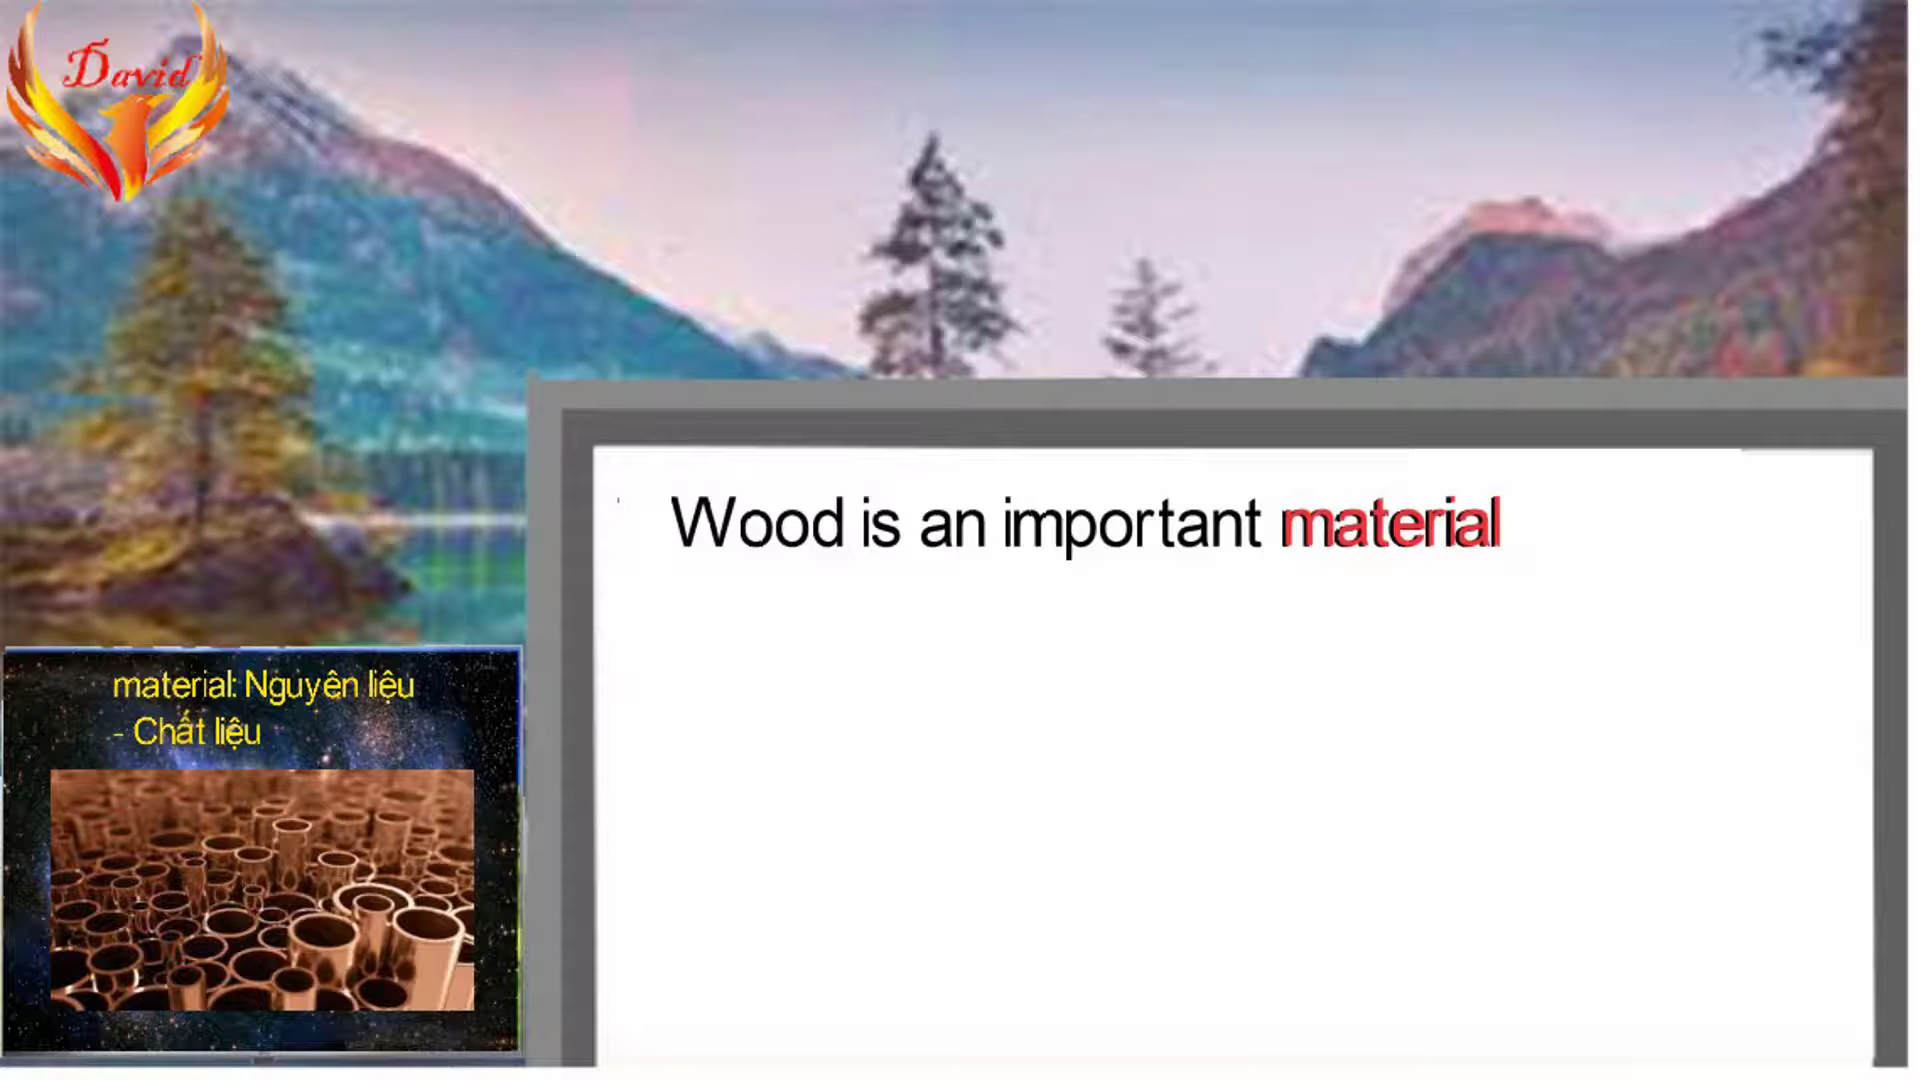 David
Wood is an important material
material: Nguyên liệu
- Chất liệu